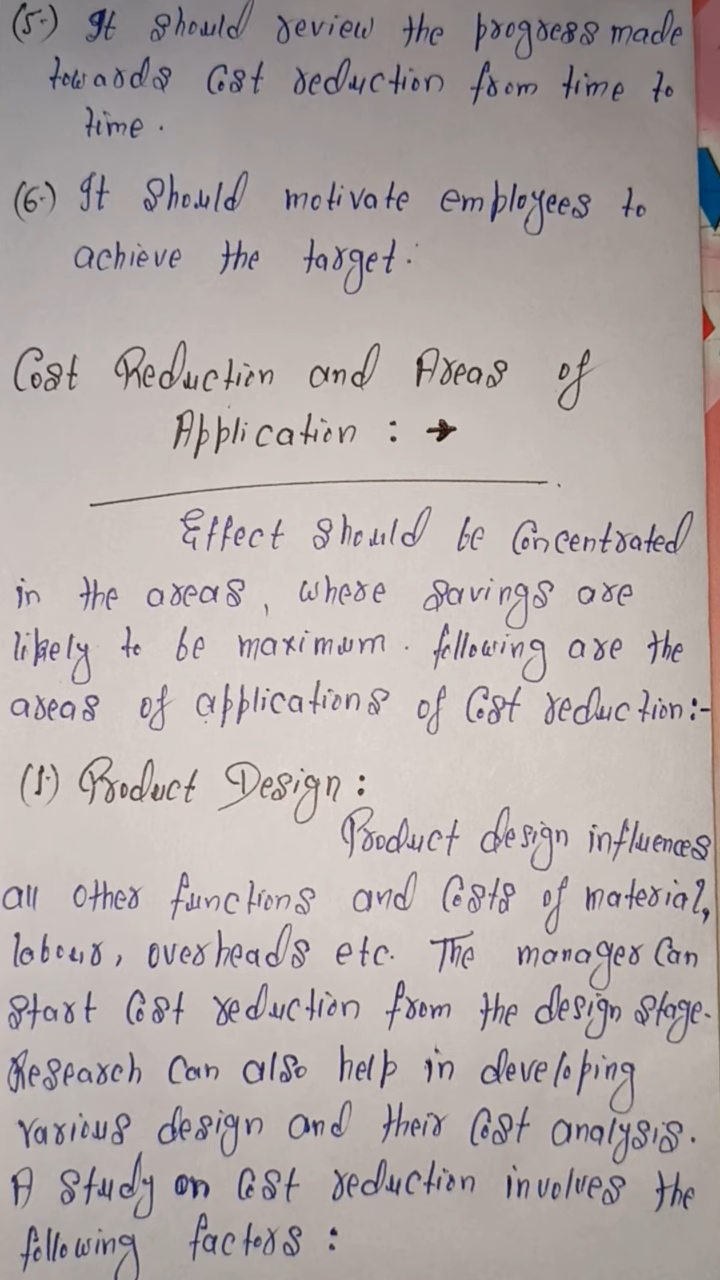 (5.) It should review the progress made
towards Cost reduction from time to
time.
(6.) It Should motivate employees to
achieve the target.
Cost Reduction and Areas of
Application : →
Effect should be Concentrated
in the areas, where savings are
likely to be maximum. following are the
areas of applications of Cost reduction:-
(1.) Product Design :
Product design influences
all other functions and Costs of material,
labour, overheads etc. The manager Can
start Cost reduction from the design stage.
Research Can also help in developing
various design and their Cost analysis.
A Study on Cost reduction involves the
following factors :